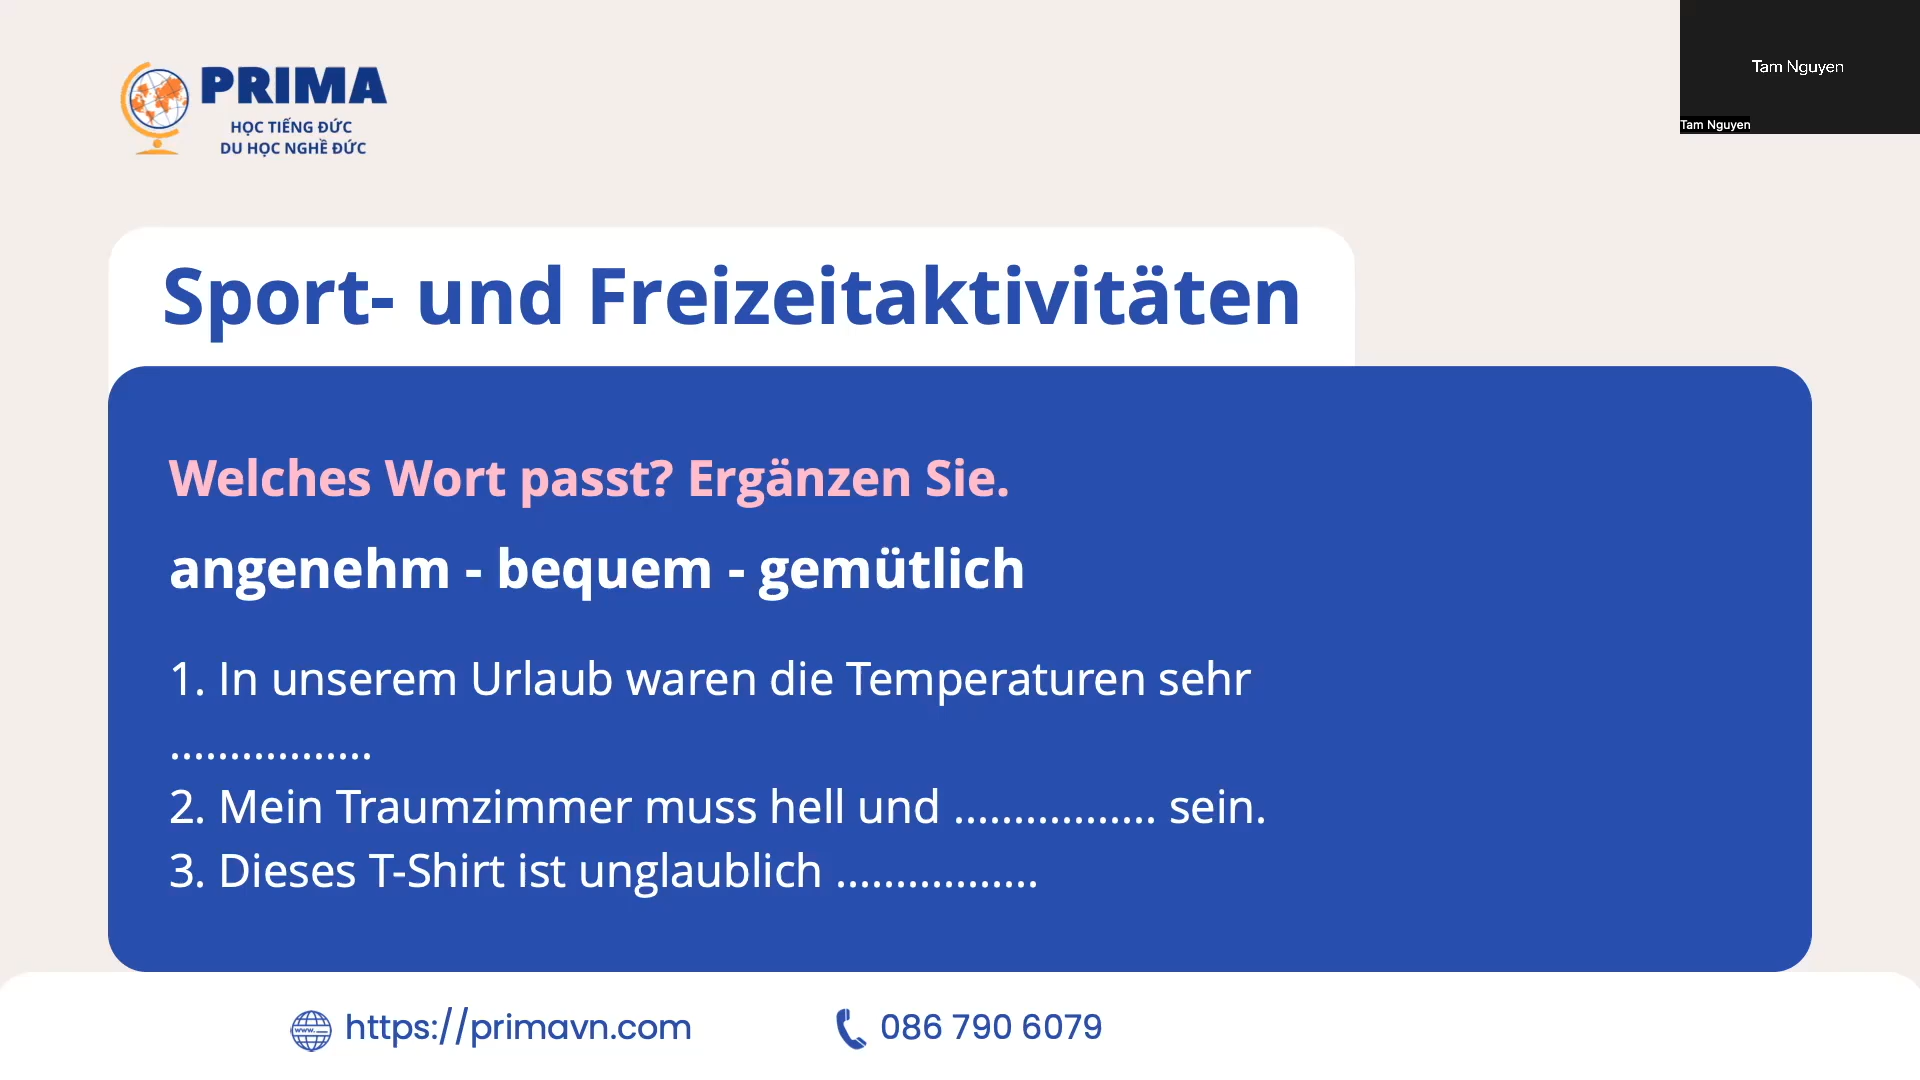 Tam Nguyen
Tam Nguyen
PRIMA
HỌC TIẾNG ĐỨC
DU HỌC NGHỀ ĐỨC
Sport- und Freizeitaktivitäten
Welches Wort passt? Ergänzen Sie.
angenehm - bequem - gemütlich
1. In unserem Urlaub waren die Temperaturen sehr
.................
2. Mein Traumzimmer muss hell und ................. sein.
3. Dieses T-Shirt ist unglaublich .................
www.
https://primavn.com
086 790 6079